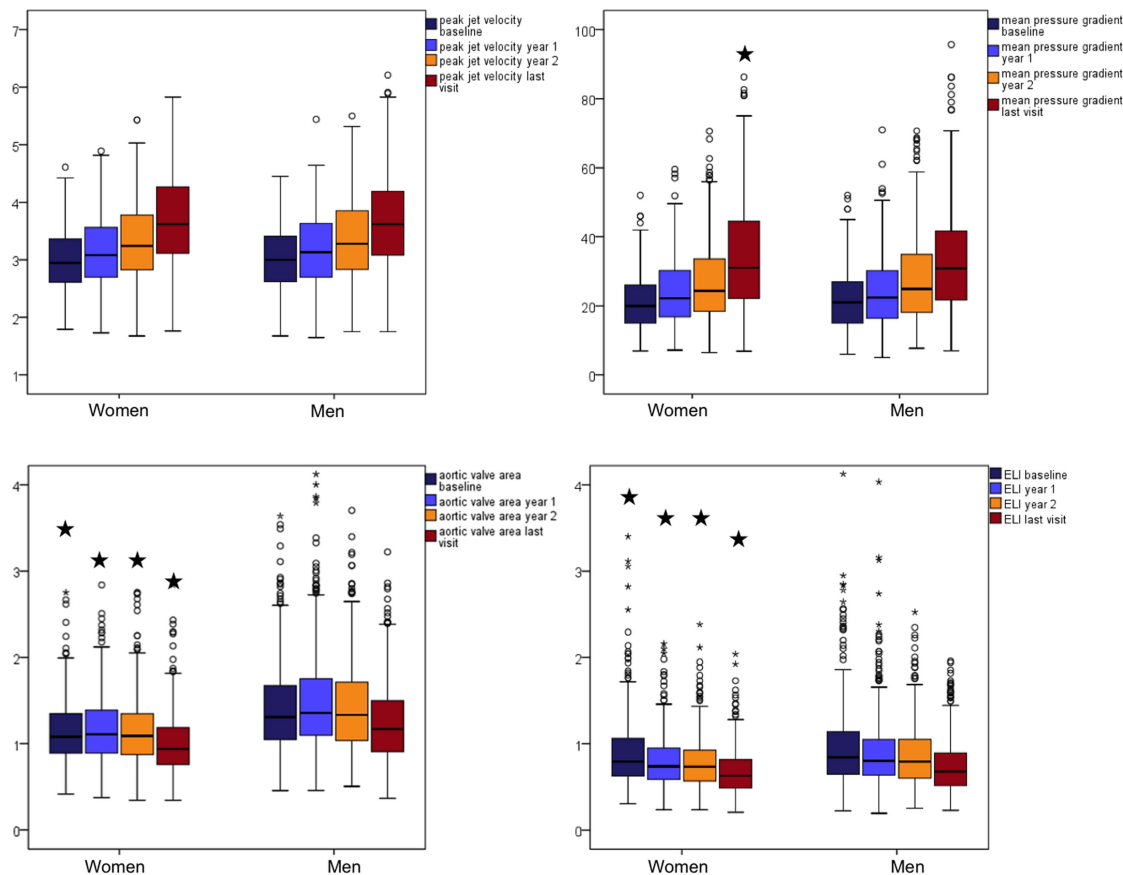 7
6
5
4
3
2
1
Women
Men
peak jet velocity
baseline
peak jet velocity year 1
peak jet velocity year 2
peak jet velocity last
visit
100
80
60
40
20
0
Women
Men
mean pressure gradient
baseline
mean pressure gradient
year 1
mean pressure gradient
year 2
mean pressure gradient
last visit
4
3
2
1
0
Women
Men
aortic valve area
baseline
aortic valve area year 1
aortic valve area year 2
aortic valve area last
visit
4
3
2
1
0
Women
Men
ELI baseline
ELI year 1
ELI year 2
ELI last visit